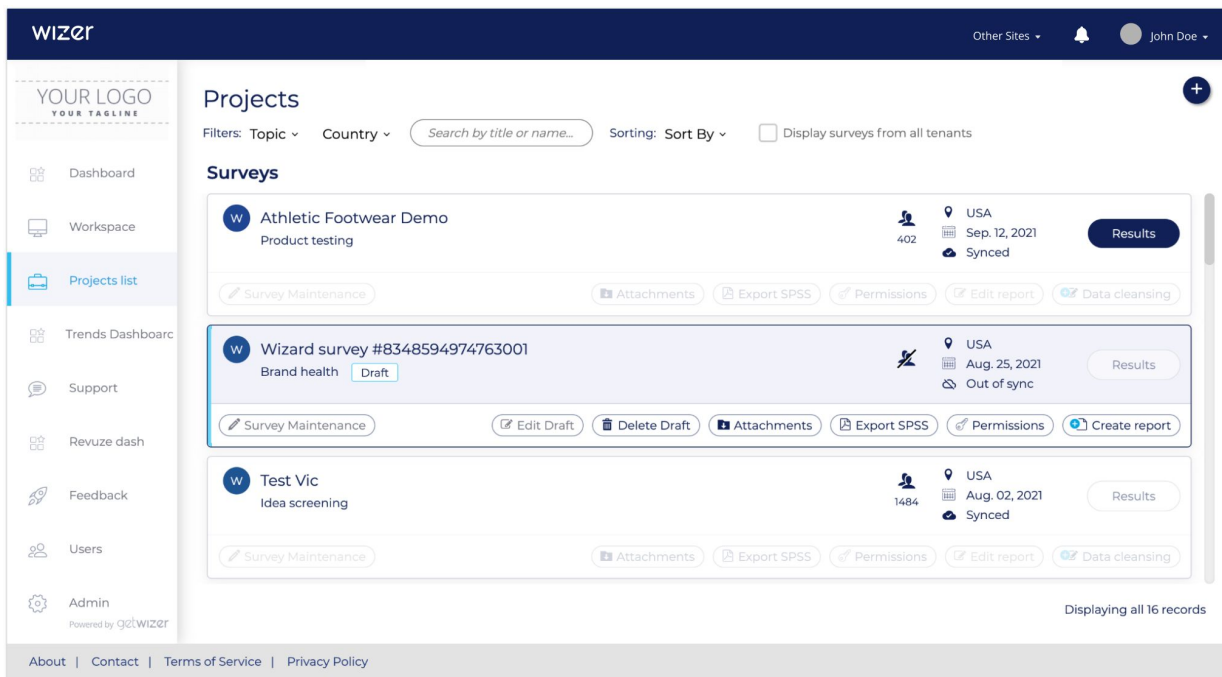 wizer
Other Sites
John Doe
YOUR LOGO
YOUR TAGLINE
Dashboard
Workspace
Projects list
Trends Dashboarc
Support
Revuze dash
Feedback
Users
Admin
Powered by getwizer
Projects
+
Filters: Topic Country Search by title or name... Sorting: Sort By Display surveys from all tenants
Surveys
W Athletic Footwear Demo
Product testing
402
USA
Sep. 12, 2021
Synced
Results
Survey Maintenance Attachments Export SPSS Permissions Edit report Data cleansing
W Wizard survey #8348594974763001
Brand health Draft
USA
Aug. 25, 2021
Out of sync
Results
Survey Maintenance Edit Draft Delete Draft Attachments Export SPSS Permissions Create report
W Test Vic
Idea screening
1484
USA
Aug. 02, 2021
Synced
Results
Survey Maintenance Attachments Export SPSS Permissions Edit report Data cleansing
Displaying all 16 records
About | Contact | Terms of Service | Privacy Policy